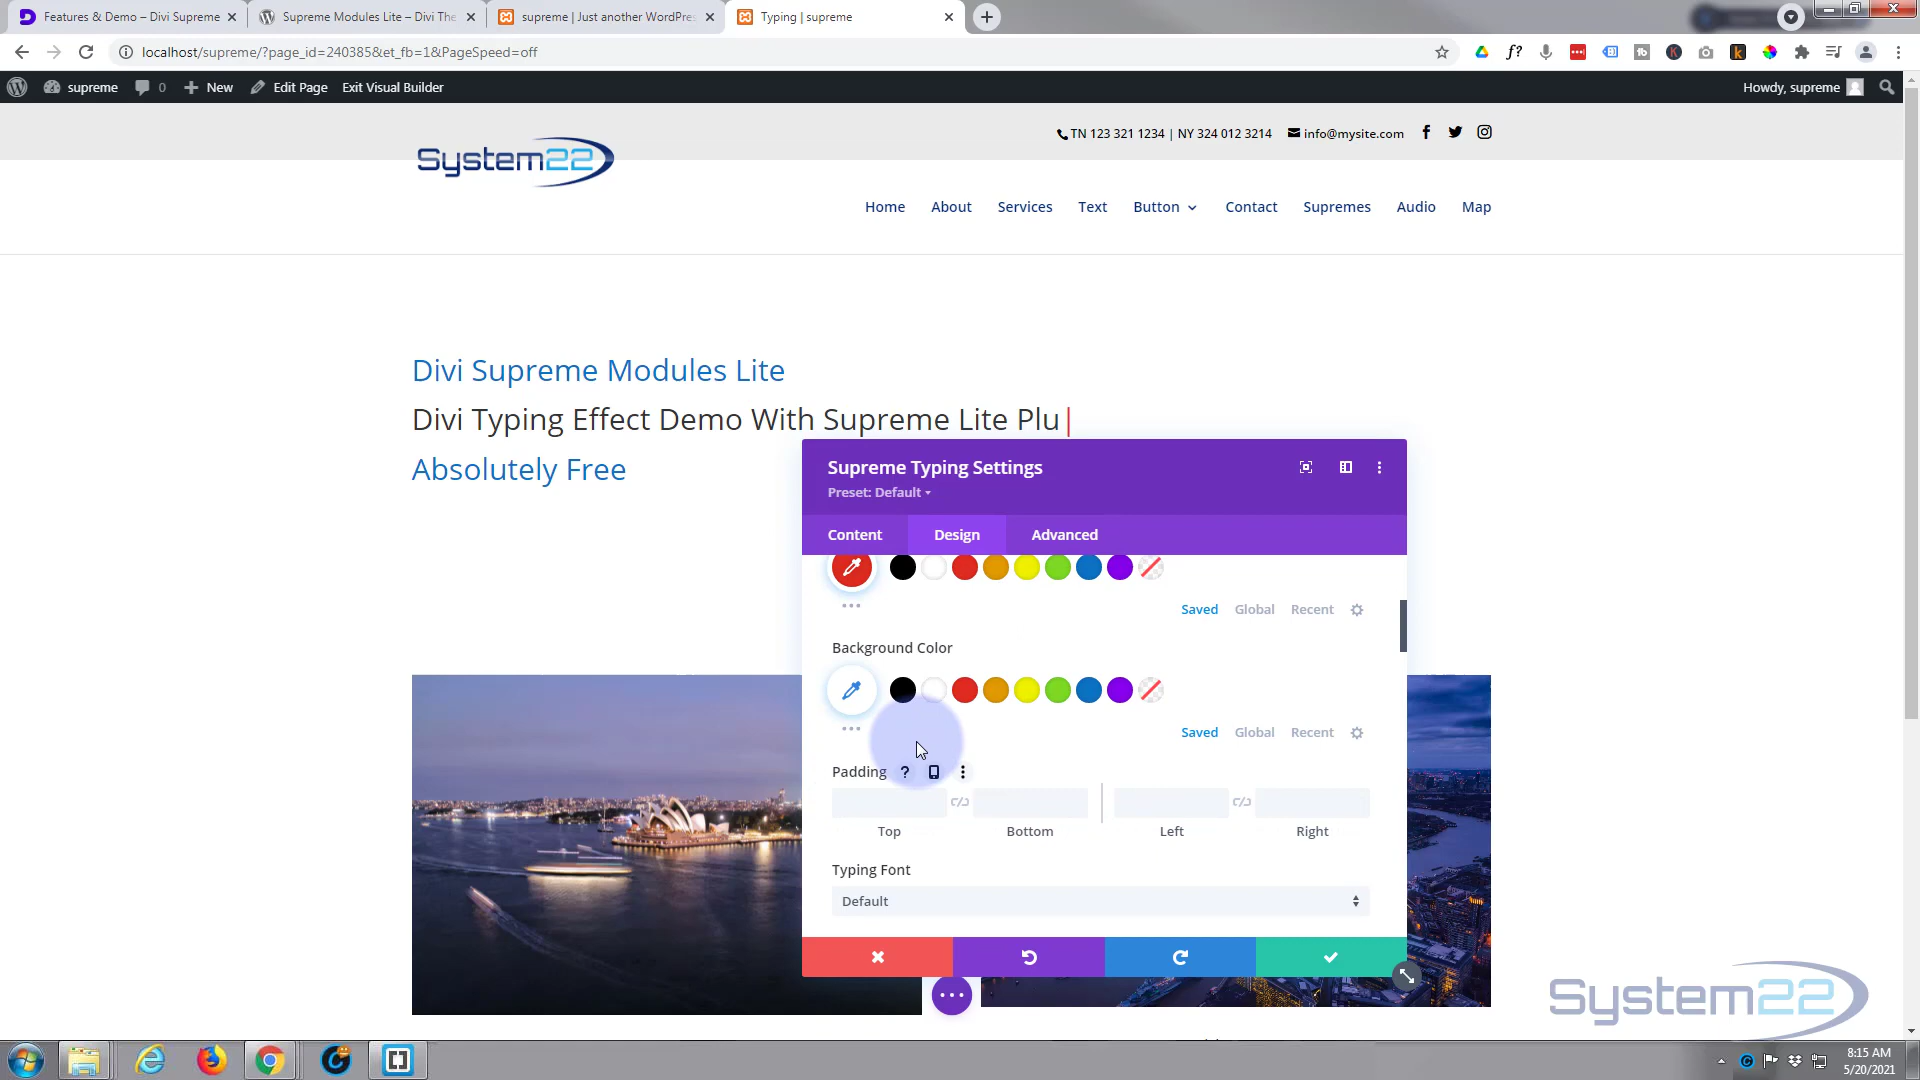 Features & Demo – Divi Supreme
Supreme Modules Lite – Divi The
supreme | Just another WordPres
Typing | supreme
localhost/supreme/?page_id=240385&et_fb=1&PageSpeed=off
supreme
0
New
Edit Page
Exit Visual Builder
Howdy, supreme
System22
TN 123 321 1234 | NY 324 012 3214
info@mysite.com
Home
About
Services
Text
Button
Contact
Supremes
Audio
Map
Divi Supreme Modules Lite
Divi Typing Effect Demo With Supreme Lite Plu|
Absolutely Free
Supreme Typing Settings
Preset: Default
Content
Design
Advanced
Saved
Global
Recent
Background Color
Saved
Global
Recent
Padding
?
Top
Bottom
Left
Right
Typing Font
Default
System22
8:15 AM
5/20/2021